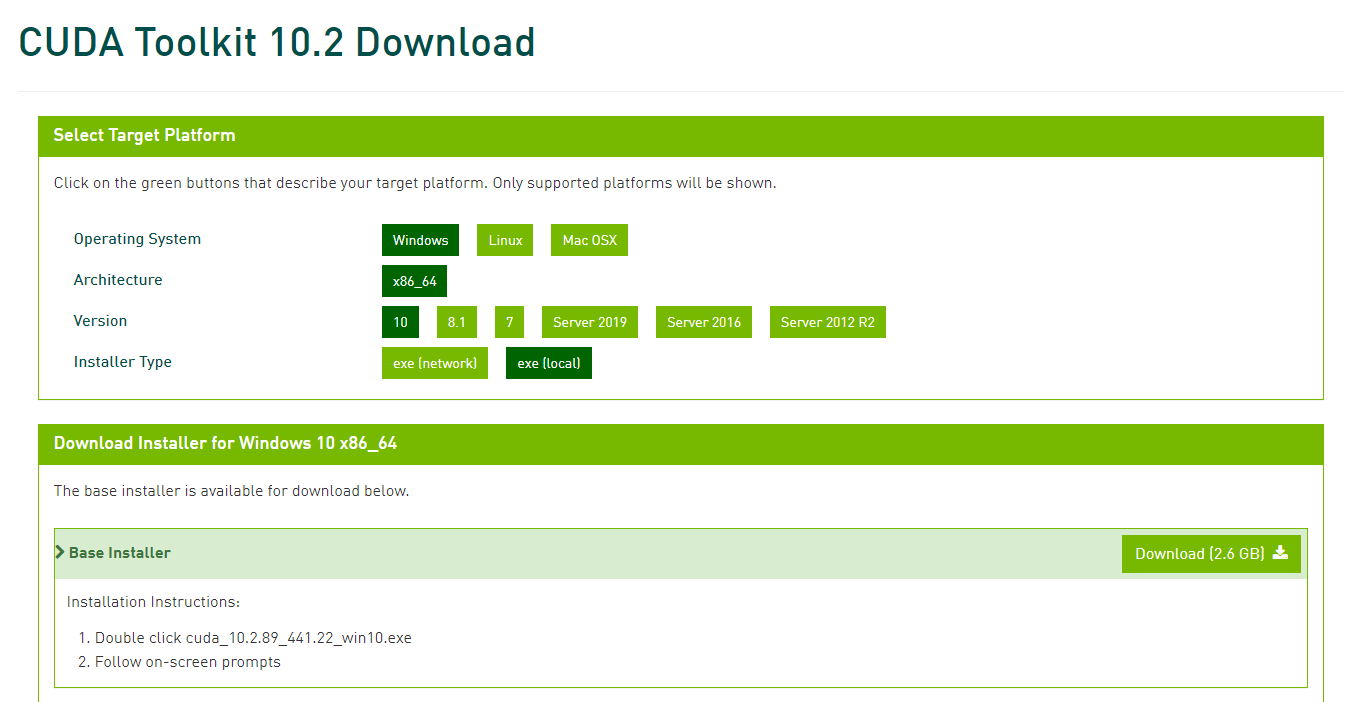 CUDA Toolkit 10.2 Download
Select Target Platform
Click on the green buttons that describe your target platform. Only supported platforms will be shown.
Operating System Windows Linux Mac OSX
Architecture x86_64
Version 10 8.1 7 Server 2019 Server 2016 Server 2012 R2
Installer Type exe (network) exe (local)
Download Installer for Windows 10 x86_64
The base installer is available for download below.
Base Installer Download (2.6 GB)
Installation Instructions:
1. Double click cuda_10.2.89_441.22_win10.exe
2. Follow on-screen prompts